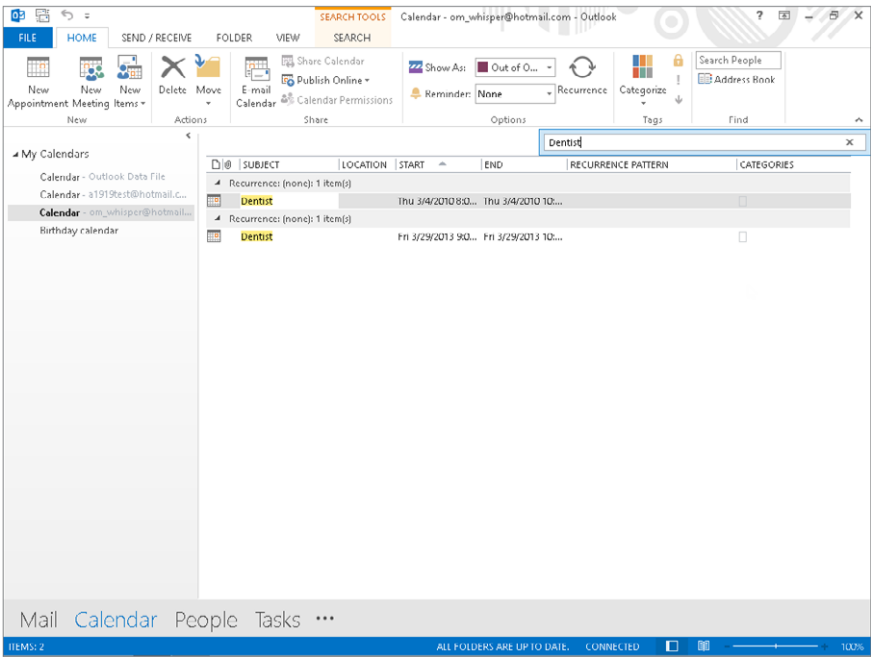 SEARCH TOOLS Calendar - om_whisper@hotmail.com - Outlook ?
FILE HOME SEND / RECEIVE FOLDER VIEW SEARCH
Share Calendar Search People
Show As: Out of O...
Publish Online Address Book
New New New Delete Move E-mail Recurrence Categorize
Reminder: None
Appointment Meeting Items Calendar Calendar Permissions
New Actions Share Options Tags Find
Dentist
My Calendars
SUBJECT LOCATION START END RECURRENCE PATTERN CATEGORIES
Calendar - Outlook Data File
Recurrence: (none): 1 item(s)
Calendar - a1919test@hotmail.c...
Dentist Thu 3/4/2010 8:0... Thu 3/4/2010 10:...
Calendar - om_whisper@hotmail...
Recurrence: (none): 1 item(s)
Birthday calendar
Dentist Fri 3/29/2013 9:0... Fri 3/29/2013 10:...
Mail Calendar People Tasks •••
ITEMS: 2 ALL FOLDERS ARE UP TO DATE. CONNECTED 100%